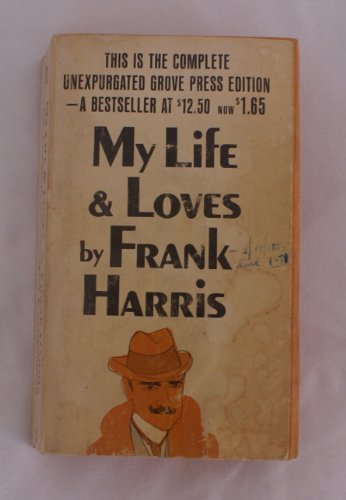 THIS IS THE COMPLETE
UNEXPURGATED GROVE PRESS EDITION
—A BESTSELLER AT $12.50 NOW $1.65
MY LIFE
& LOVES
by FRANK
HARRIS